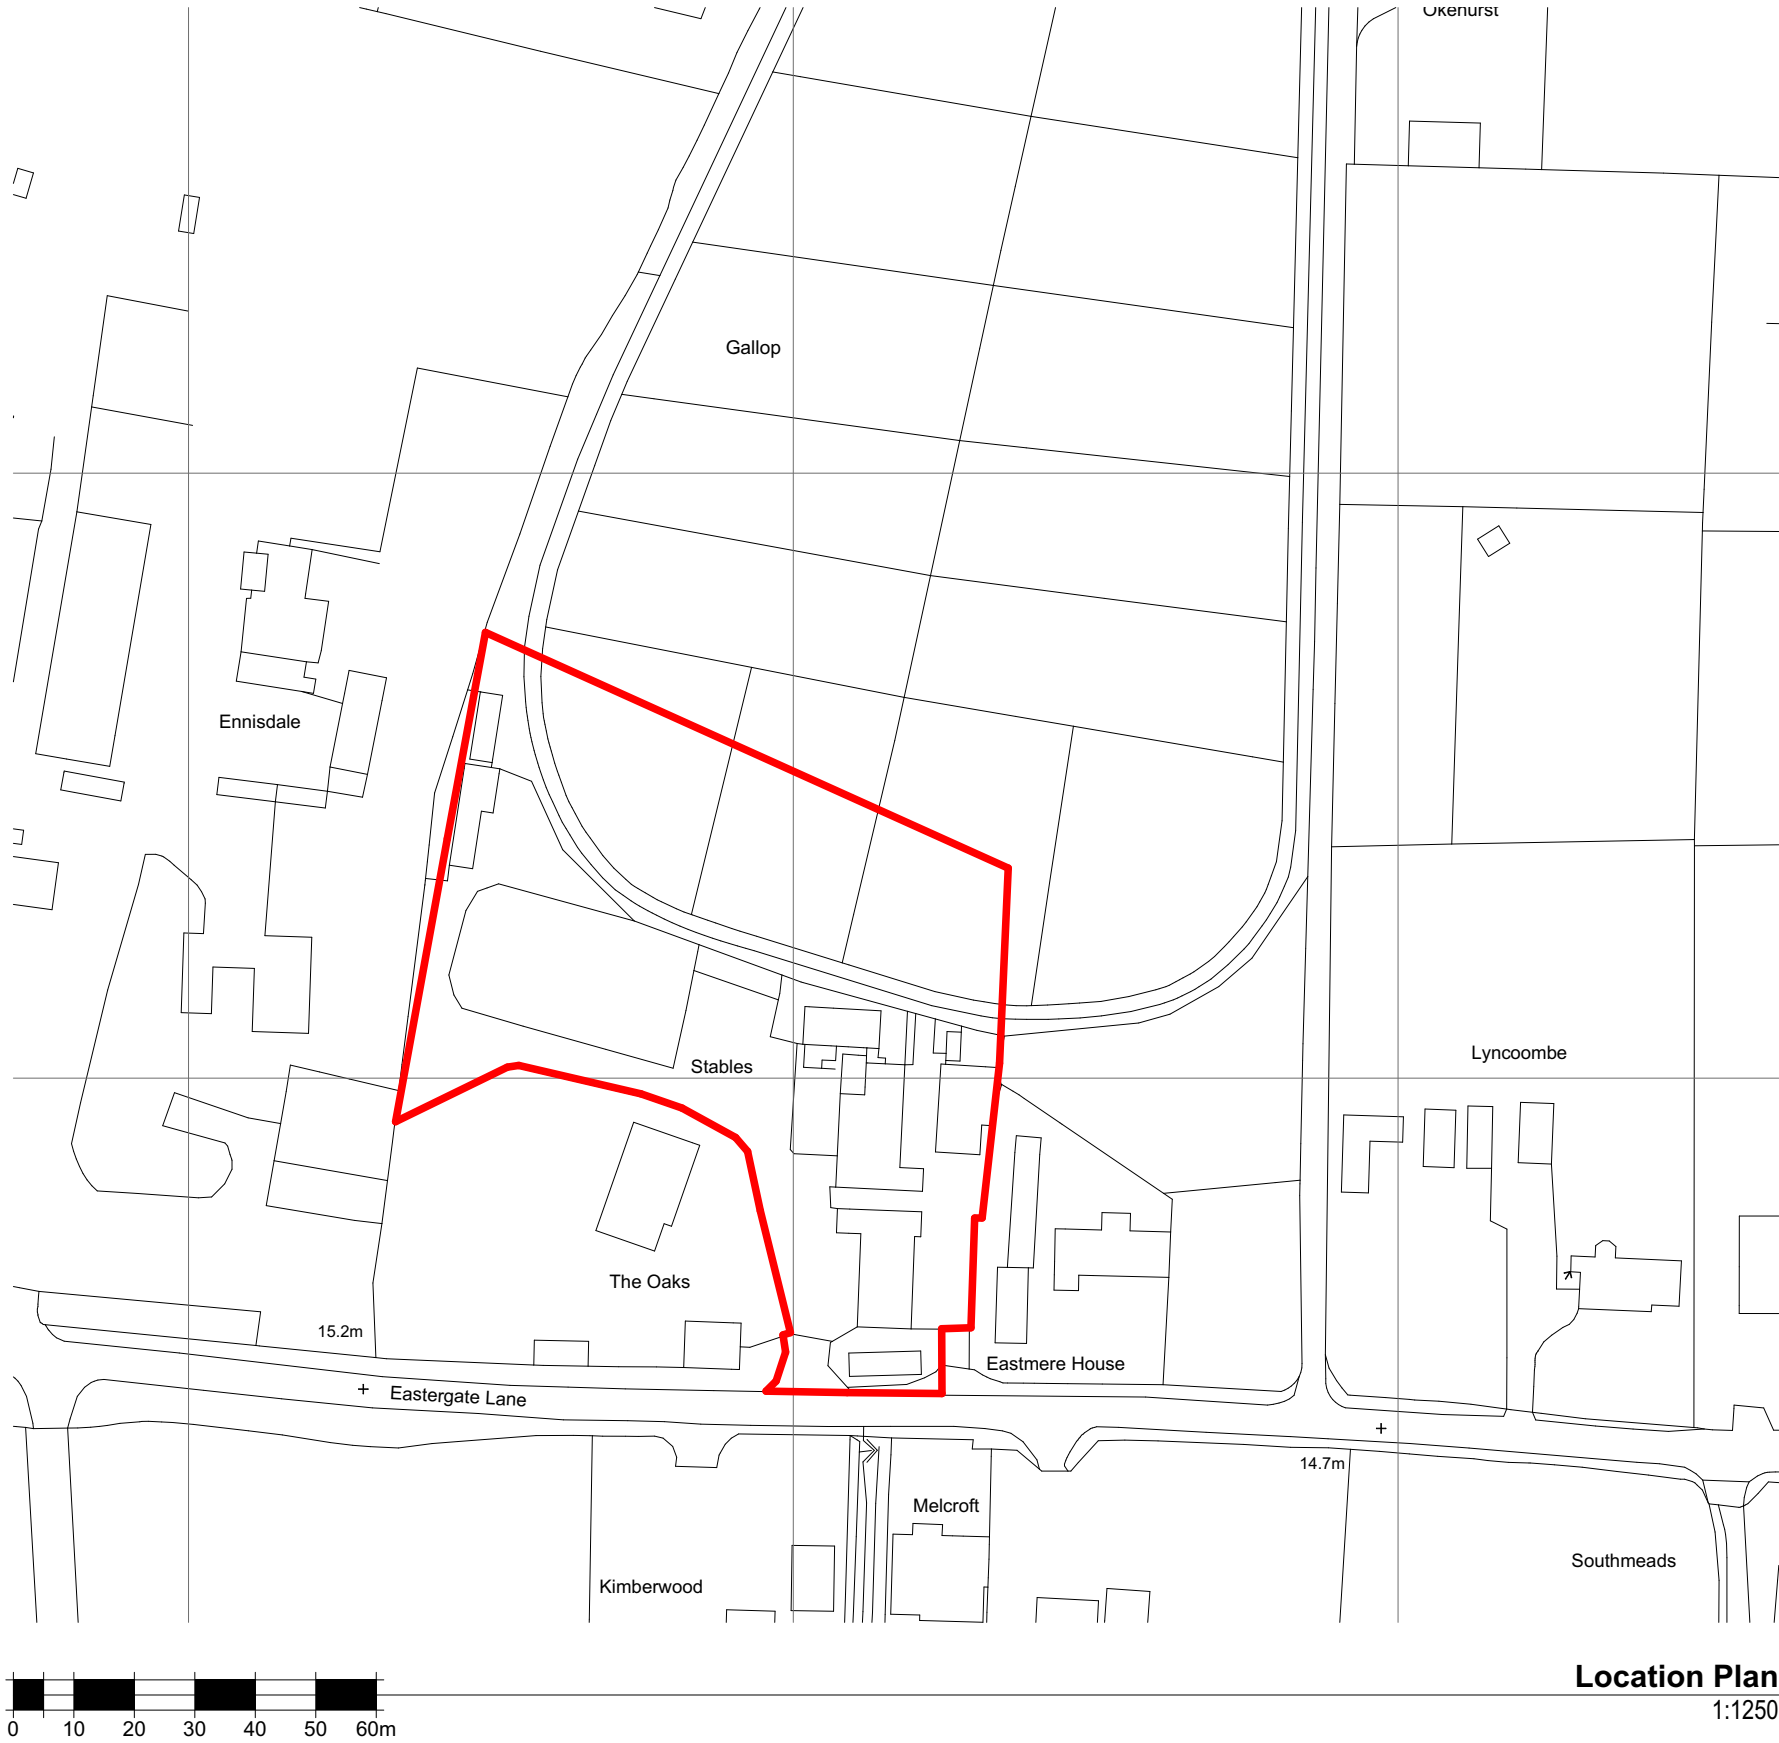 Okehurst
Gallop
Ennisdale
Stables
Lyncoombe
The Oaks
15.2m
Eastmere House
Eastergate Lane
14.7m
Melcroft
Southmeads
Kimberwood
Location Plan
1:1250
0 10 20 30 40 50 60m